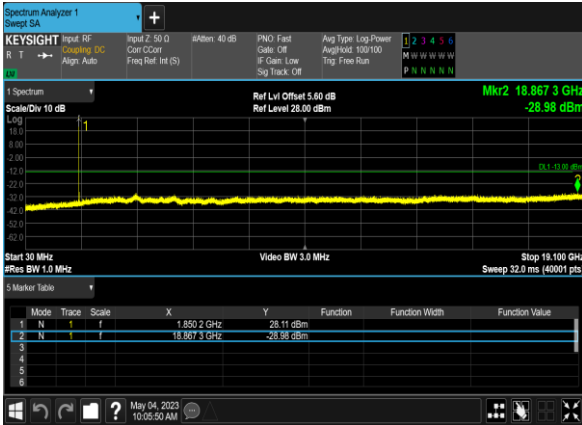 Spectrum Analyzer 1
Swept SA
KEYSIGHT Input: RF Input Z: 50 Ω #Atten: 40 dB PNO: Fast Avg Type: Log-Power 1 2 3 4 5 6
R T Coupling: DC Corr CCorr Gate: Off Avg|Hold: 100/100 M W W W W W
Align: Auto Freq Ref: Int (S) IF Gain: Low Trig: Free Run
LXI Sig Track: Off P N N N N N
1 Spectrum Ref Lvl Offset 5.60 dB Mkr2 18.867 3 GHz
Scale/Div 10 dB Ref Level 28.00 dBm -28.98 dBm
Log
1
18.0
8.00
-2.00
-12.0 DL1 -13.00 dBm
-22.0 2
-32.0
-42.0
-52.0
-62.0
Start 30 MHz Video BW 3.0 MHz Stop 19.100 GHz
#Res BW 1.0 MHz Sweep 32.0 ms (40001 pts
5 Marker Table
Mode Trace Scale X Y Function Function Width Function Value
1 N 1 f 1.850 2 GHz 28.11 dBm
2 N 1 f 18.867 3 GHz -28.98 dBm
3
4
5
6
? May 04, 2023
10:05:50 AM